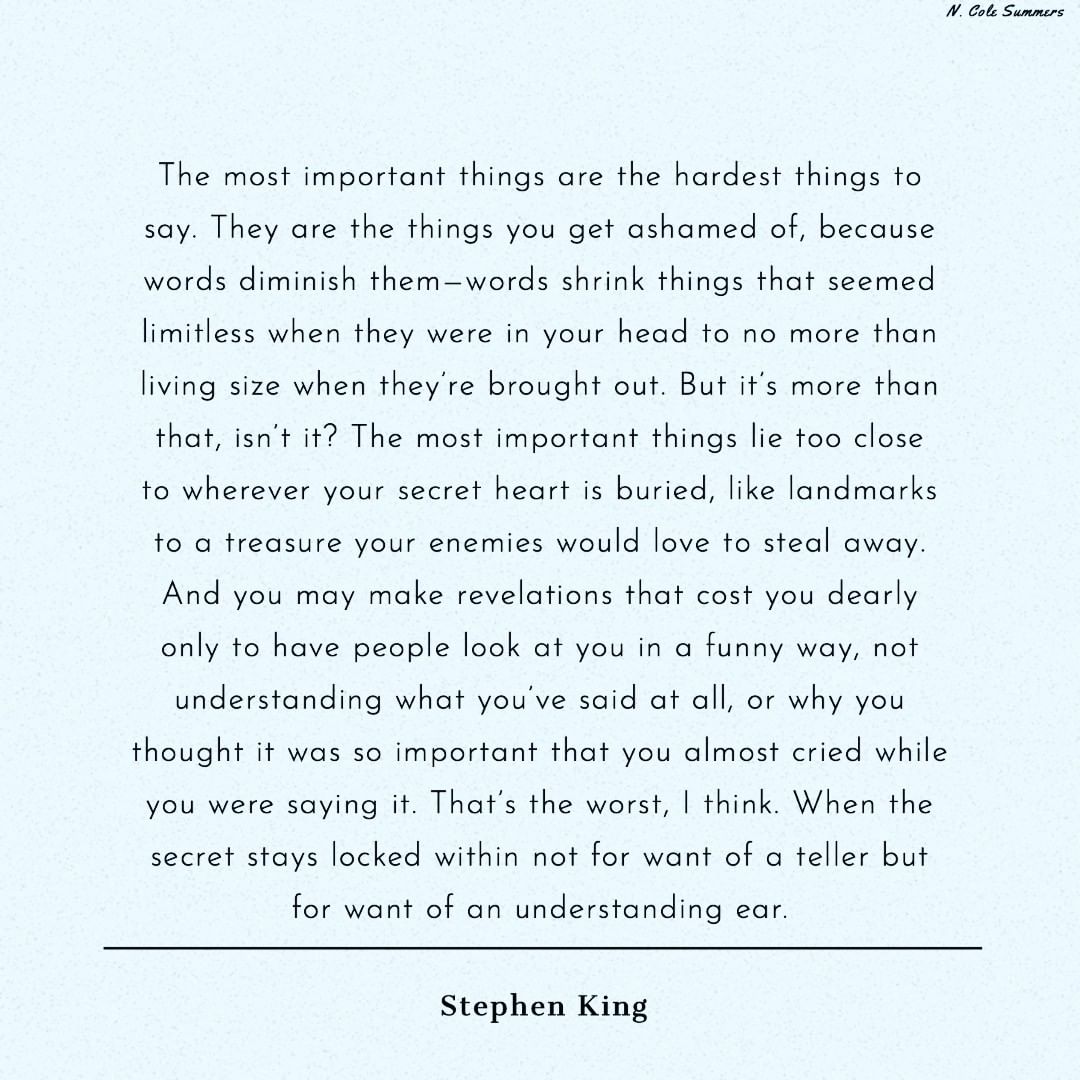 N. Cole Summers
The most important things are the hardest things to
say. They are the things you get ashamed of, because
words diminish them—words shrink things that seemed
limitless when they were in your head to no more than
living size when they’re brought out. But it’s more than
that, isn’t it? The most important things lie too close
to wherever your secret heart is buried, like landmarks
to a treasure your enemies would love to steal away.
And you may make revelations that cost you dearly
only to have people look at you in a funny way, not
understanding what you’ve said at all, or why you
thought it was so important that you almost cried while
you were saying it. That’s the worst, I think. When the
secret stays locked within not for want of a teller but
for want of an understanding ear.
Stephen King